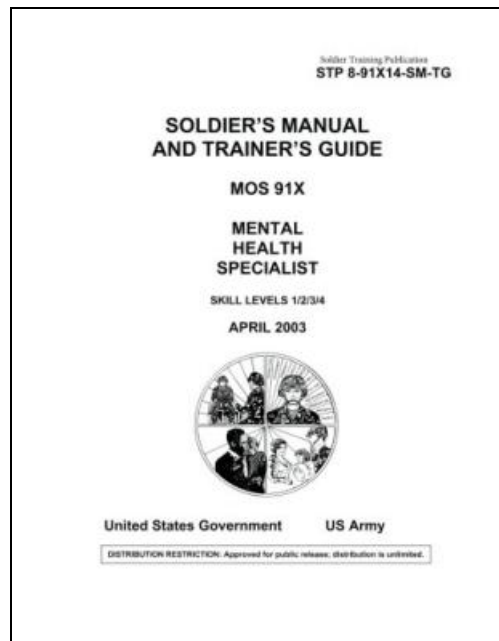 Soldier Training Publication
STP 8-91X14-SM-TG
SOLDIER'S MANUAL
AND TRAINER'S GUIDE
MOS 91X
MENTAL
HEALTH
SPECIALIST
SKILL LEVELS 1/2/3/4
APRIL 2003
United States Government US Army
DISTRIBUTION RESTRICTION: Approved for public release; distribution is unlimited.